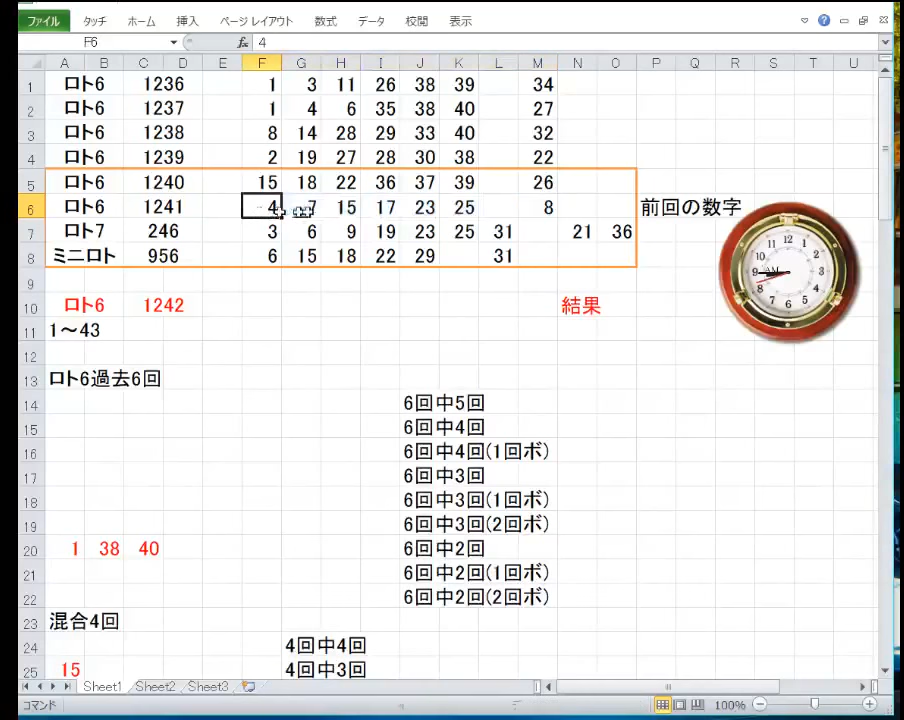 ファイル タッチ ホーム 挿入 ページ レイアウト 数式 データ 校閲 表示
F6 fx 4
A B C D E F G H I J K L M N O P Q R S T U
1 ロト6 1236 1 3 11 26 38 39 34
2 ロト6 1237 1 4 6 35 38 40 27
3 ロト6 1238 8 14 28 29 33 40 32
4 ロト6 1239 2 19 27 28 30 38 22
5 ロト6 1240 15 18 22 36 37 39 26
6 ロト6 1241 4 7 15 17 23 25 8 前回の数字
7 ロト7 246 3 6 9 19 23 25 31 21 36
8 ミニロト 956 6 15 18 22 29 31
9
10 ロト6 1242 結果
11 1～43
12
13 ロト6過去6回
14 6回中5回
15 6回中4回
16 6回中4回(1回ボ)
17 6回中3回
18 6回中3回(1回ボ)
19 6回中3回(2回ボ)
20 1 38 40 6回中2回
21 6回中2回(1回ボ)
22 6回中2回(2回ボ)
23 混合4回
24 4回中4回
25 15 4回中3回
12 1 2 3 4 5 6 7 8 9 10 11
AM
Sheet1 Sheet2 Sheet3
コマンド 100%